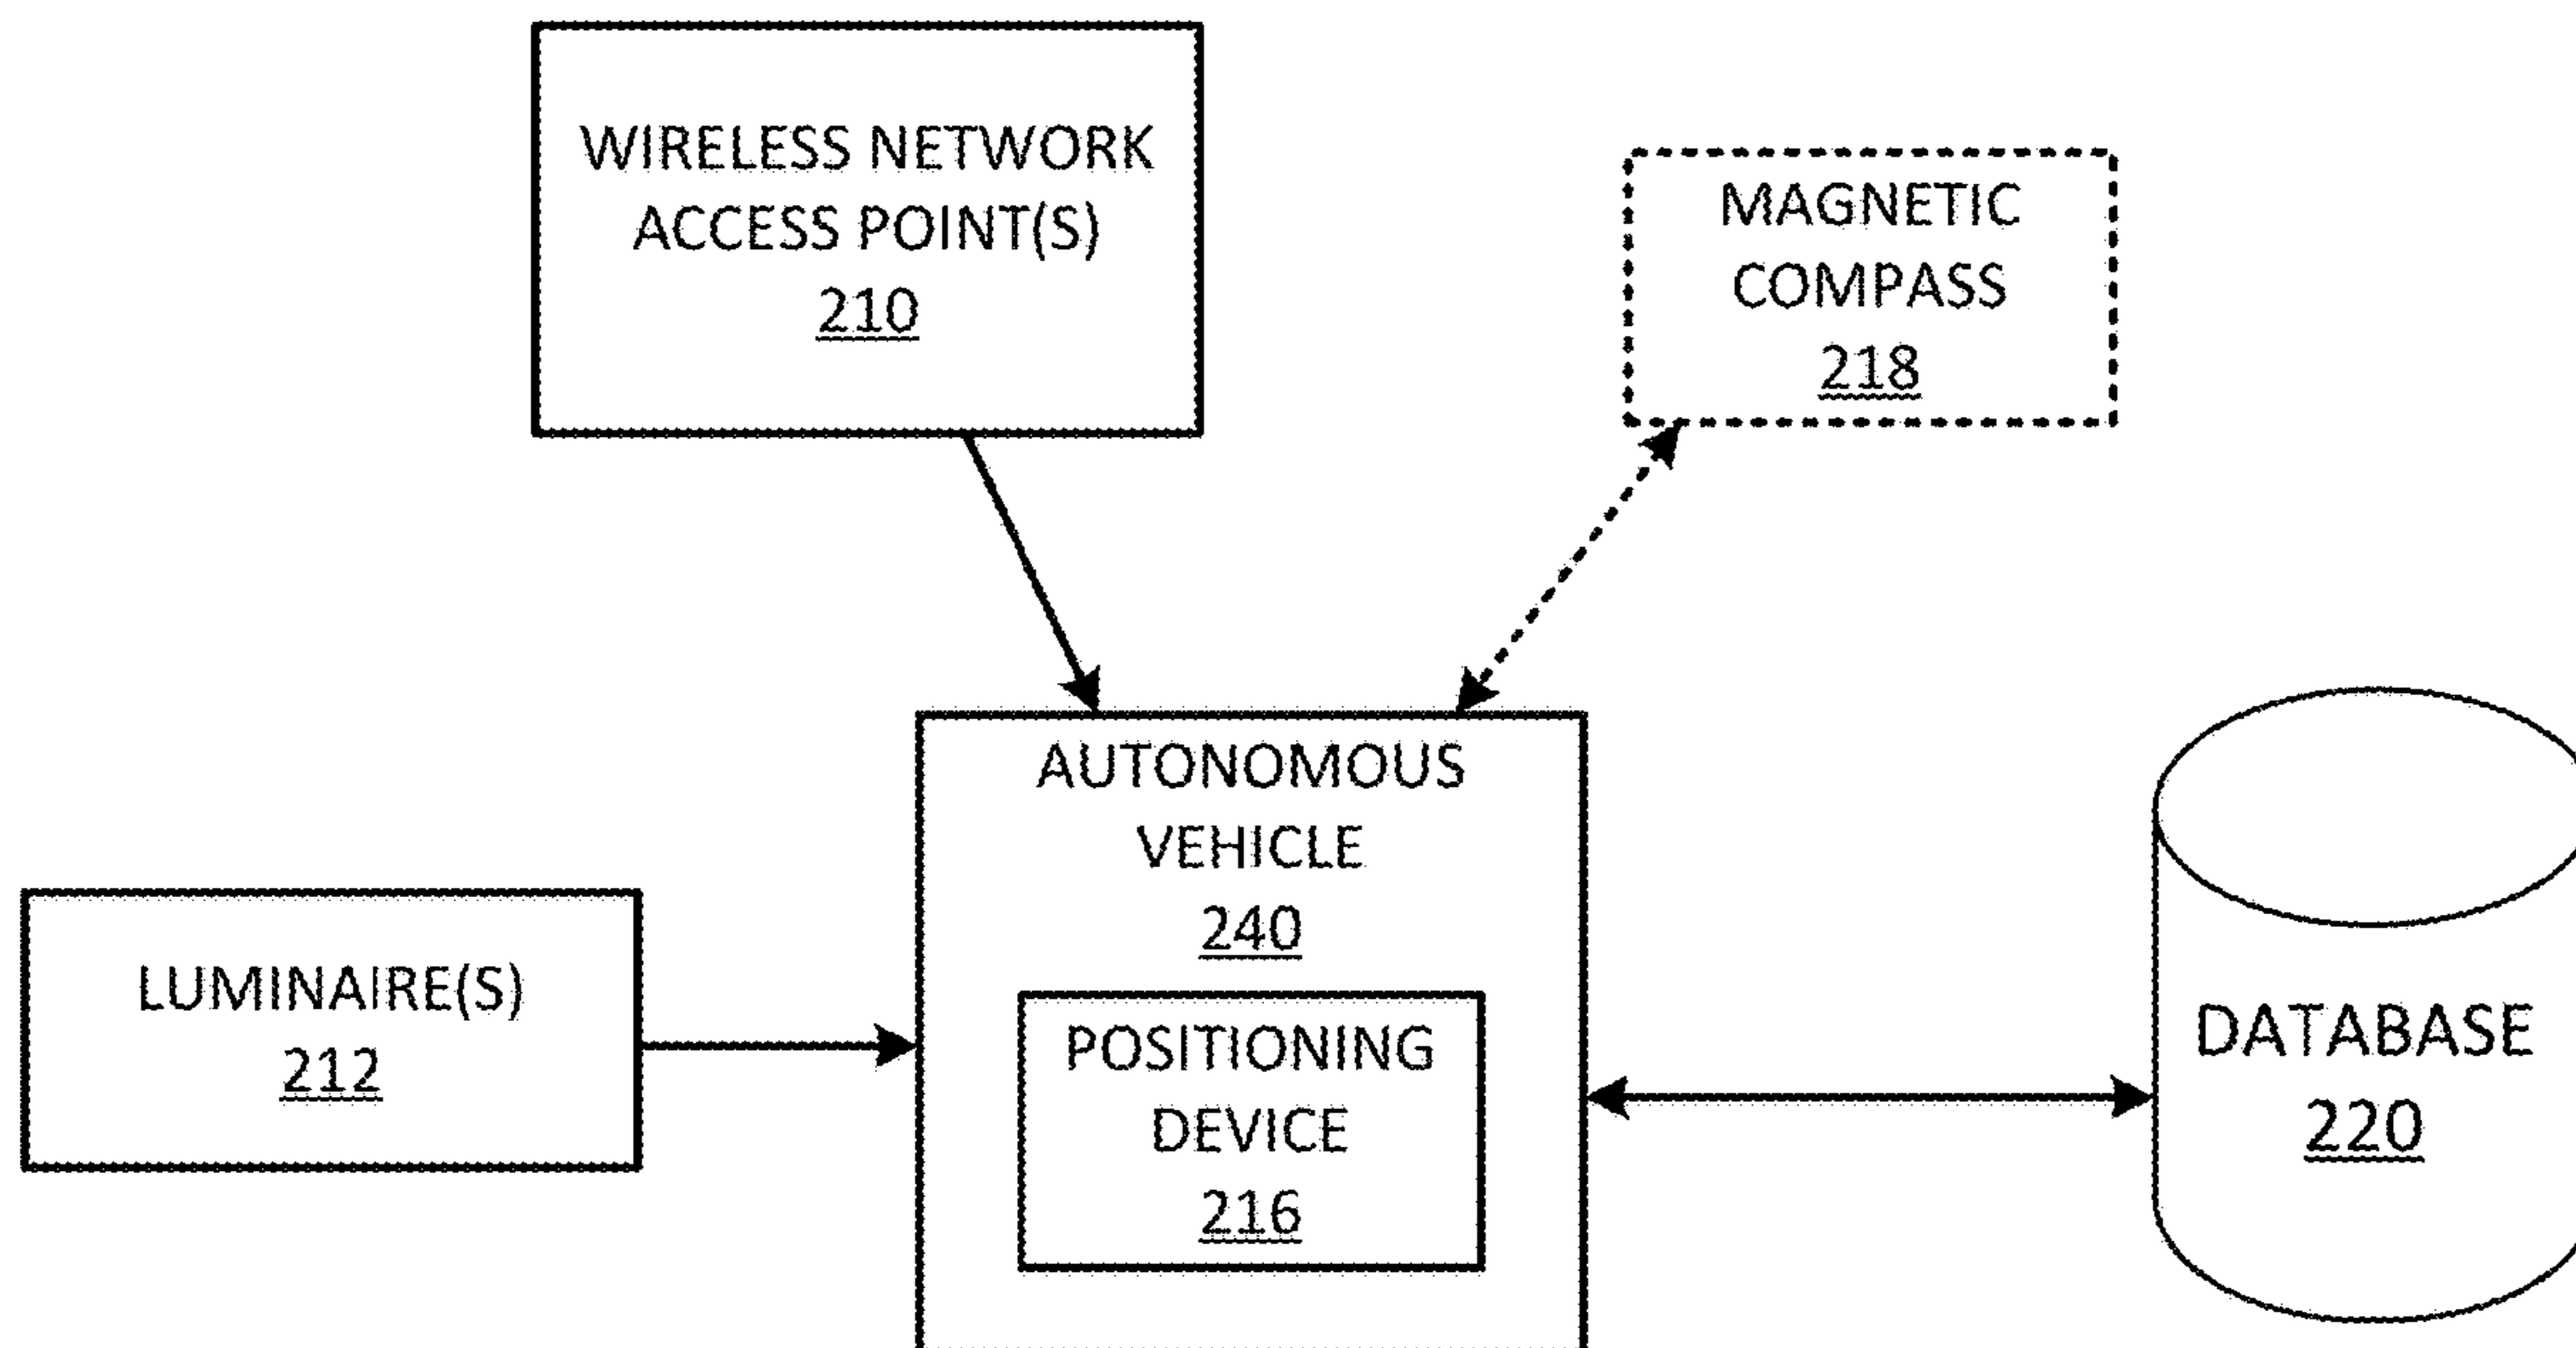 WIRELESS NETWORK
ACCESS POINT(S)
210
MAGNETIC
COMPASS
218
AUTONOMOUS
VEHICLE
240
LUMINAIRE(S)
212
POSITIONING
DEVICE
216
DATABASE
220